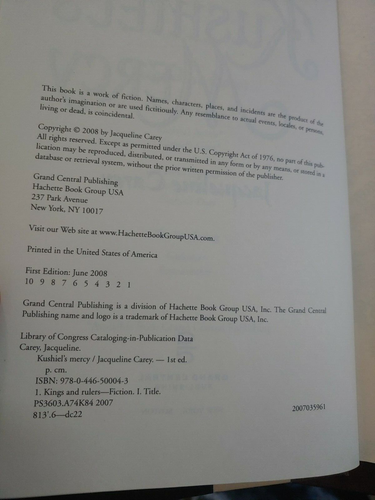 This book is a work of fiction. Names, characters, places, and incidents are the product of the
author's imagination or are used fictitiously. Any resemblance to actual events, locales, or persons,
living or dead, is coincidental.
Copyright © 2008 by Jacqueline Carey
All rights reserved. Except as permitted under the U.S. Copyright Act of 1976, no part of this pub-
lication may be reproduced, distributed, or transmitted in any form or by any means, or stored in a
database or retrieval system, without the prior written permission of the publisher.
Grand Central Publishing
Hachette Book Group USA
237 Park Avenue
New York, NY 10017
Visit our Web site at www.HachetteBookGroupUSA.com.
Printed in the United States of America
First Edition: June 2008
10 9 8 7 6 5 4 3 2 1
Grand Central Publishing is a division of Hachette Book Group USA, Inc. The Grand Central
Publishing name and logo is a trademark of Hachette Book Group USA, Inc.
Library of Congress Cataloging-in-Publication Data
Carey, Jacqueline.
Kushiel's mercy / Jacqueline Carey. — 1st ed.
p. cm.
ISBN: 978-0-446-50004-3
1. Kings and rulers—Fiction. I. Title.
PS3603.A74K84 2007
813'.6—dc22
2007035961